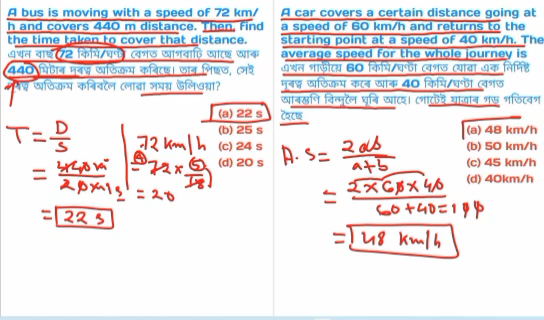 A bus is moving with a speed of 72 km/
h and covers 440 m distance. Then, Find
the time taken to cover that distance.
এখন বাছ 72 কিমি/ঘণ্টা বেগত আগবাঢ়ি আছে আৰু
440 মিটাৰ দূৰত্ব অতিক্ৰম কৰিছে। তাৰ পিছত, সেই
দূৰত্ব অতিক্ৰম কৰিবলৈ লোৱা সময় উলিওৱা?
(a) 22 s
(b) 25 s
(c) 24 s
(d) 20 s
T = D/S
= 440 m / 20 m/s
= 22 s
72 km/h
= 72 × 5/18
= 20
A car covers a certain distance going at
a speed of 60 km/h and returns to the
starting point at a speed of 40 km/h. The
average speed for the whole journey is
এখন গাড়ীয়ে 60 কিমি/ঘণ্টা বেগত যোৱা এক নিৰ্দিষ্ট
দূৰত্ব অতিক্ৰম কৰে আৰু 40 কিমি/ঘণ্টা বেগত
আৰম্ভণি বিন্দুলৈ ঘূৰি আহে। গোটেই যাত্ৰাৰ গড় গতিবেগ
হৈছে
(a) 48 km/h
(b) 50 km/h
(c) 45 km/h
(d) 40km/h
A.S = 2ab/a+b
= 2×60×40
60+40=100
= 48 km/h